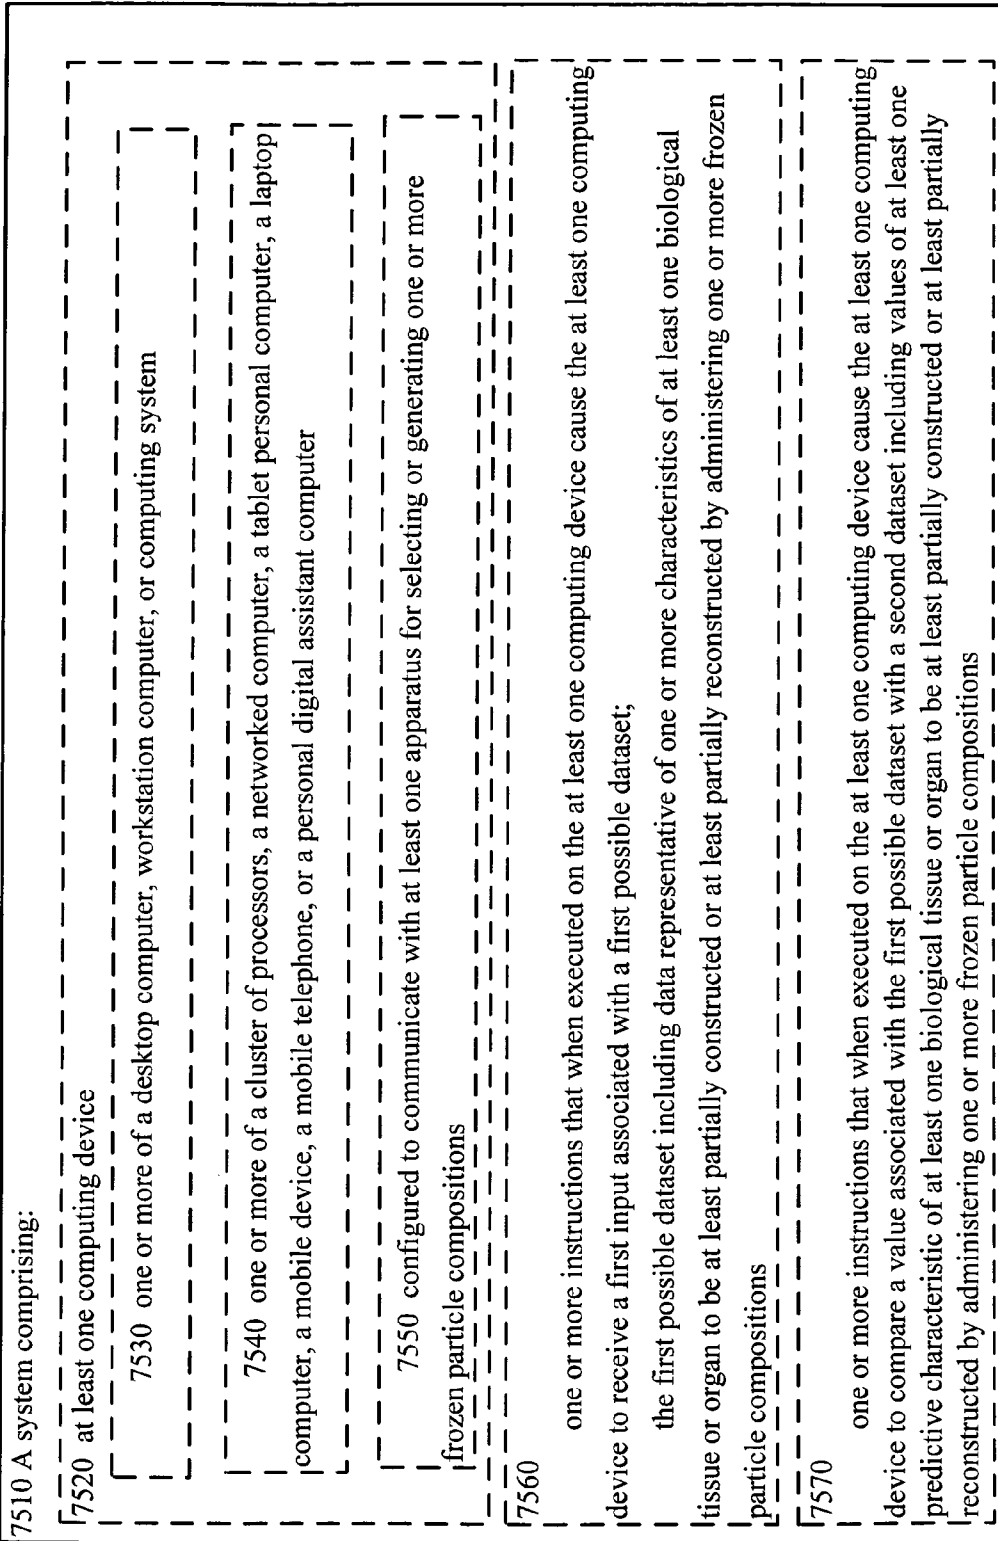 7510 A system comprising:
7520 at least one computing device
7530 one or more of a desktop computer, workstation computer, or computing system
7540 one or more of a cluster of processors, a networked computer, a tablet personal computer, a laptop
computer, a mobile device, a mobile telephone, or a personal digital assistant computer
7550 configured to communicate with at least one apparatus for selecting or generating one or more
frozen particle compositions
7560
one or more instructions that when executed on the at least one computing device cause the at least one computing
device to receive a first input associated with a first possible dataset;
the first possible dataset including data representative of one or more characteristics of at least one biological
tissue or organ to be at least partially constructed or at least partially reconstructed by administering one or more frozen
particle compositions
7570
one or more instructions that when executed on the at least one computing device cause the at least one computing
device to compare a value associated with the first possible dataset with a second dataset including values of at least one
predictive characteristic of at least one biological tissue or organ to be at least partially constructed or at least partially
reconstructed by administering one or more frozen particle compositions